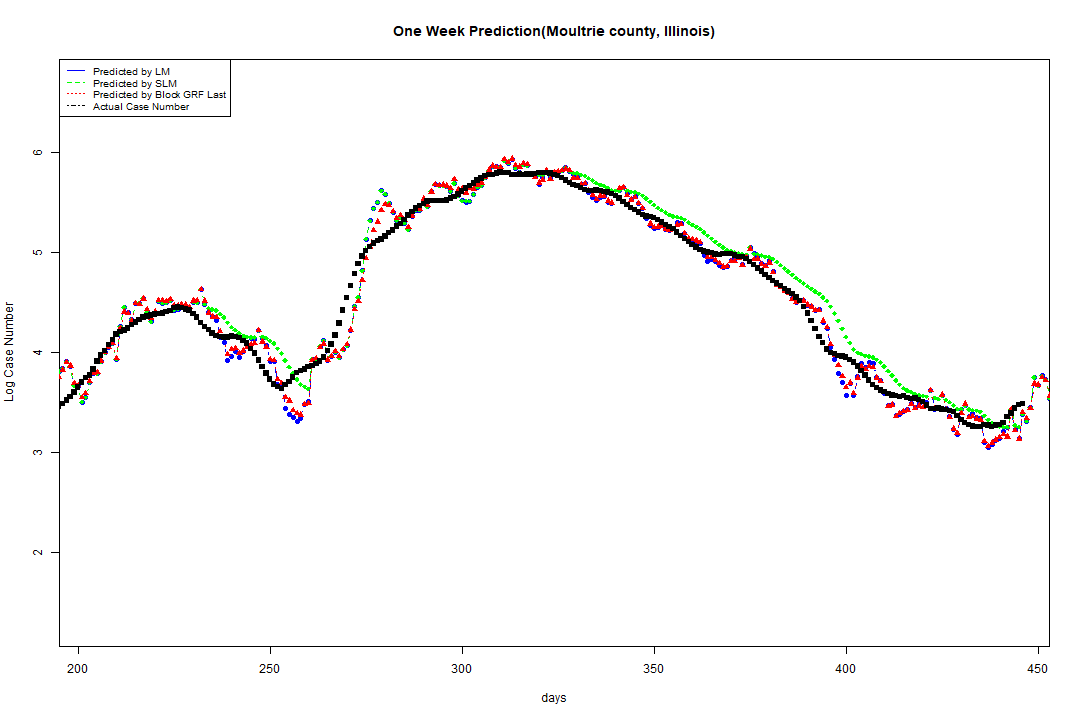 One Week Prediction(Moultrie county, Illinois)
Predicted by LM
Predicted by SLM
Predicted by Block GRF Last
Actual Case Number
6
5
4
3
2
Log Case Number
200 250 300 350 400 450
days